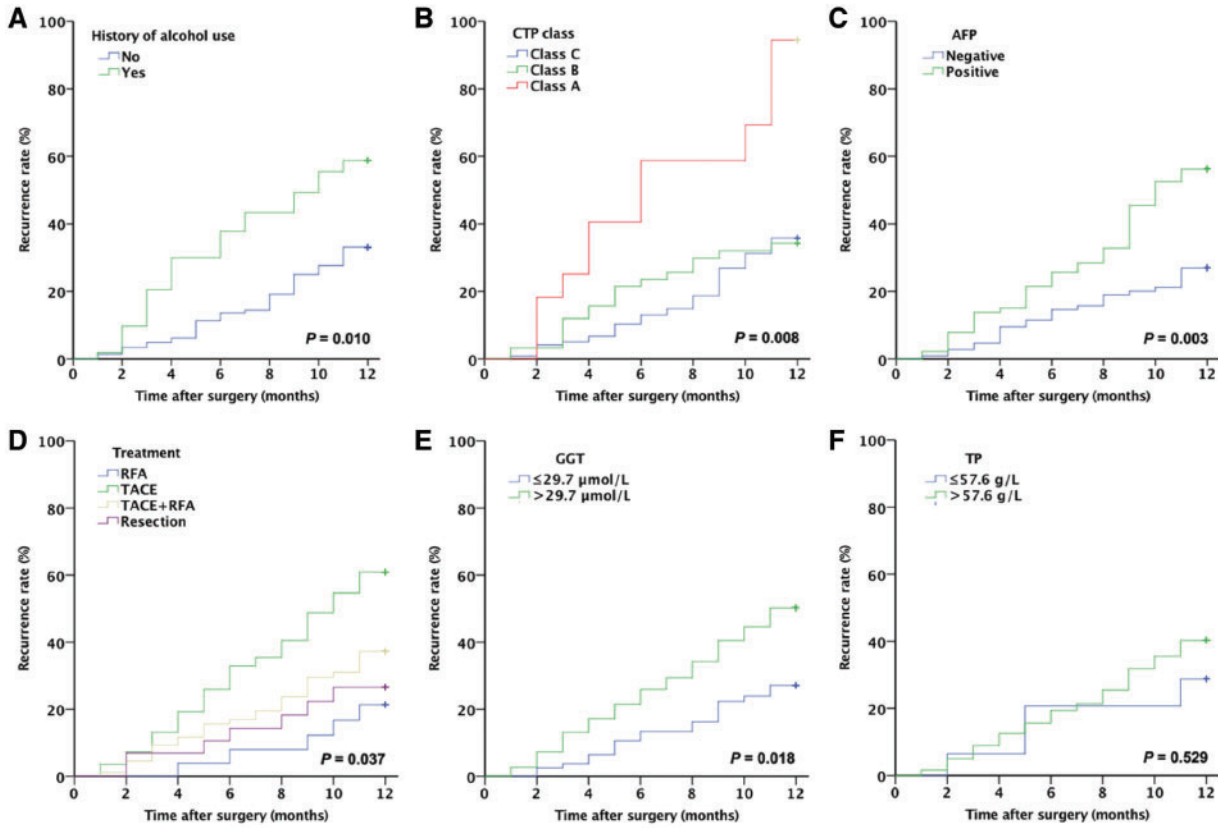 A
History of alcohol use
No
Yes
Recurrence rate (%)
100
80
60
40
20
0
P = 0.010
0 2 4 6 8 10 12
Time after surgery (months)
B
CTP class
Class C
Class B
Class A
Recurrence rate (%)
100
80
60
40
20
0
P = 0.008
0 2 4 6 8 10 12
Time after surgery (months)
C
AFP
Negative
Positive
Recurrence rate (%)
100
80
60
40
20
0
P = 0.003
0 2 4 6 8 10 12
Time after surgery (months)
D
Treatment
RFA
TACE
TACE+RFA
Resection
Recurrence rate (%)
100
80
60
40
20
0
P = 0.037
0 2 4 6 8 10 12
Time after surgery (months)
E
GGT
≤29.7 μmol/L
>29.7 μmol/L
Recurrence rate (%)
100
80
60
40
20
0
P = 0.018
0 2 4 6 8 10 12
Time after surgery (months)
F
TP
≤57.6 g/L
>57.6 g/L
Recurrence rate (%)
100
80
60
40
20
0
P = 0.529
0 2 4 6 8 10 12
Time after surgery (months)